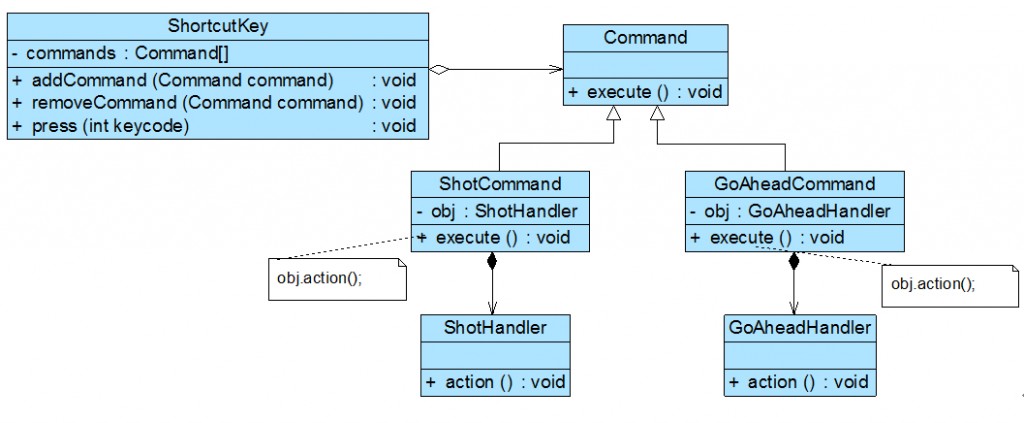 ShortcutKey
- commands : Command[]
+ addCommand (Command command) : void
+ removeCommand (Command command) : void
+ press (int keycode) : void
Command
+ execute () : void
ShotCommand
- obj : ShotHandler
+ execute () : void
GoAheadCommand
- obj : GoAheadHandler
+ execute () : void
obj.action();
obj.action();
ShotHandler
+ action () : void
GoAheadHandler
+ action () : void